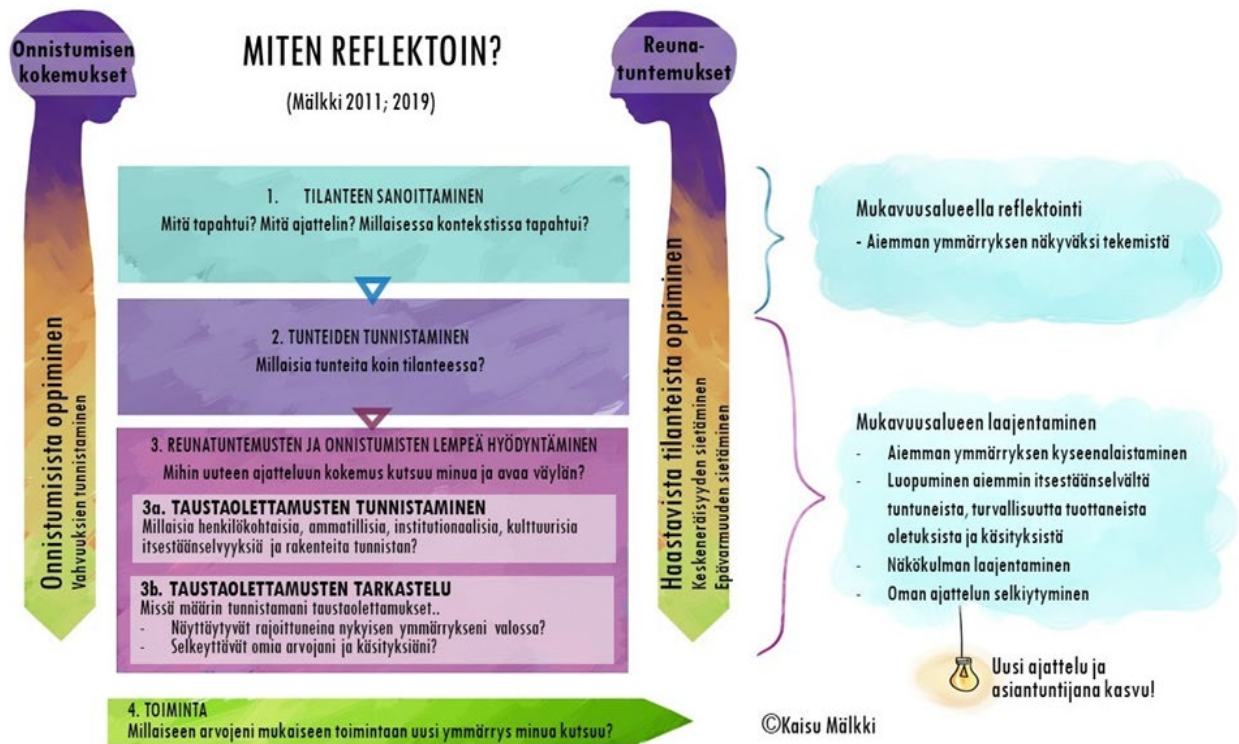 Onnistumisen
kokemukset
MITEN REFLEKTOIN?
(Mälkki 2011; 2019)
Reuna-
tuntemukset
1. TILANTEEN SANOITTAMINEN
Mitä tapahtui? Mitä ajattelin? Millaisessa kontekstissa tapahtui?
2. TUNTEIDEN TUNNISTAMINEN
Millaisia tunteita koin tilanteessa?
3. REUNATUNTEMUSTEN JA ONNISTUMISTEN LEMPEÄ HYÖDYNTÄMINEN
Mihin uuteen ajatteluun kokemus kutsuu minua ja avaa väylän?
3a. TAUSTAOLETTAMUSTEN TUNNISTAMINEN
Millaisia henkilökohtaisia, ammatillisia, institutionaalisia, kulttuurisia
itsestäänselvyyksiä ja rakenteita tunnistan?
3b. TAUSTAOLETTAMUSTEN TARKASTELU
Missä määrin tunnistamani taustaolettamukset..
- Näyttäytyvät rajoittuneina nykyisen ymmärrykseni valossa?
- Selkeyttävät omia arvojani ja käsityksiäni?
4. TOIMINTA
Millaiseen arvojeni mukaiseen toimintaan uusi ymmärrys minua kutsuu?
Onnistumisista oppiminen
Vahvuuksien tunnistaminen
Haastavista tilanteista oppiminen
Keskeneräisyyden sietäminen
Epävarmuuden sietäminen
Mukavuusalueella reflektointi
- Aiemman ymmärryksen näkyväksi tekemistä
Mukavuusalueen laajentaminen
- Aiemman ymmärryksen kyseenalaistaminen
- Luopuminen aiemmin itsestäänselvältä
tuntuneista, turvallisuutta tuottaneista
oletuksista ja käsityksistä
- Näkökulman laajentaminen
- Oman ajattelun selkiytyminen
Uusi ajattelu ja
asiantuntijana kasvu!
©Kaisu Mälkki